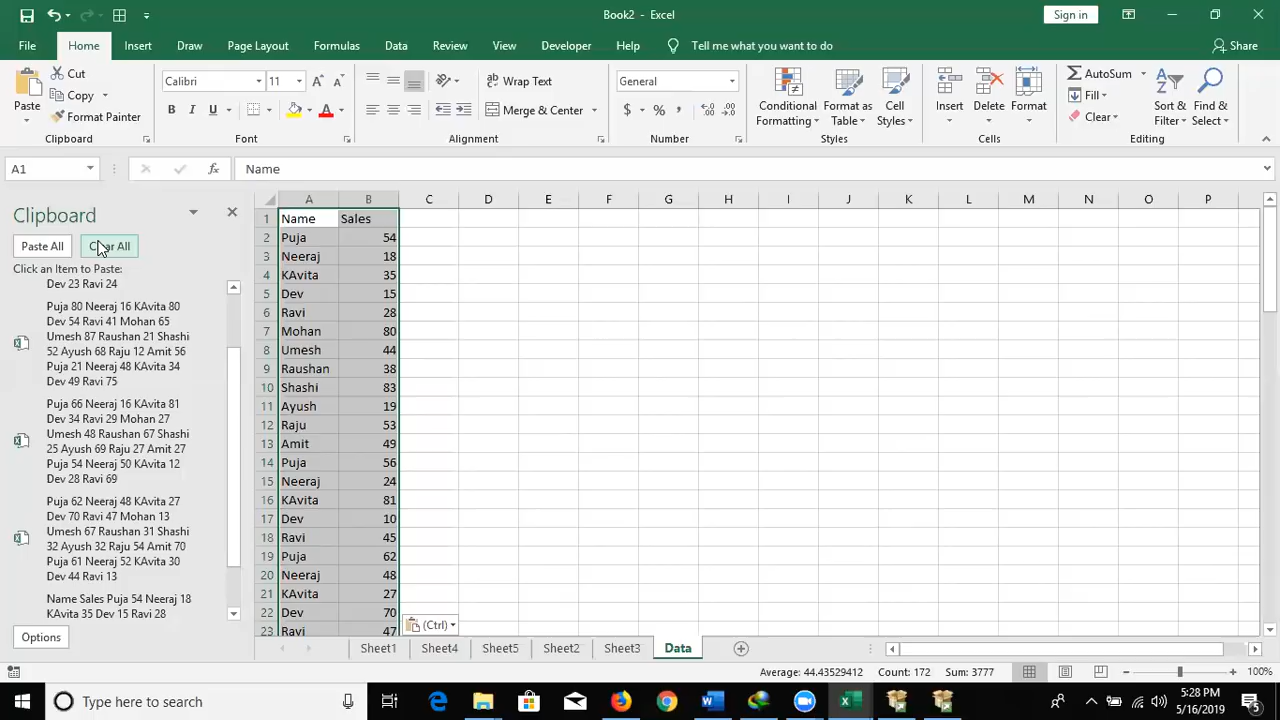 Book2 - Excel
Sign in
File Home Insert Draw Page Layout Formulas Data Review View Developer Help Tell me what you want to do Share
Paste Cut Copy Format Painter Clipboard
Calibri 11 B I U Font
Wrap Text Merge & Center Alignment
General $ % Number
Conditional Formatting Format as Table Cell Styles Styles
Insert Delete Format Cells
AutoSum Fill Clear Sort & Filter Find & Select Editing
A1 fx Name
Clipboard
Paste All Clear All
Click an Item to Paste:
Dev 23 Ravi 24
Puja 80 Neeraj 16 KAvita 80
Dev 54 Ravi 41 Mohan 65
Umesh 87 Raushan 21 Shashi
52 Ayush 68 Raju 12 Amit 56
Puja 21 Neeraj 48 KAvita 34
Dev 49 Ravi 75
Puja 66 Neeraj 16 KAvita 81
Dev 34 Ravi 29 Mohan 27
Umesh 48 Raushan 67 Shashi
25 Ayush 69 Raju 27 Amit 27
Puja 54 Neeraj 50 KAvita 12
Dev 28 Ravi 69
Puja 62 Neeraj 48 KAvita 27
Dev 70 Ravi 47 Mohan 13
Umesh 67 Raushan 31 Shashi
32 Ayush 32 Raju 54 Amit 70
Puja 61 Neeraj 52 KAvita 30
Dev 44 Ravi 13
Name Sales Puja 54 Neeraj 18
KAvita 35 Dev 15 Ravi 28
Options
A B C D E F G H I J K L M N O P
1 Name Sales
2 Puja 54
3 Neeraj 18
4 KAvita 35
5 Dev 15
6 Ravi 28
7 Mohan 80
8 Umesh 44
9 Raushan 38
10 Shashi 83
11 Ayush 19
12 Raju 53
13 Amit 49
14 Puja 56
15 Neeraj 24
16 KAvita 81
17 Dev 10
18 Ravi 45
19 Puja 62
20 Neeraj 48
21 KAvita 27
22 Dev 70
23 Ravi 47
(Ctrl)
Sheet1 Sheet4 Sheet5 Sheet2 Sheet3 Data
Average: 44.43529412 Count: 172 Sum: 3777 100%
Type here to search
5:28 PM
5/16/2019
5